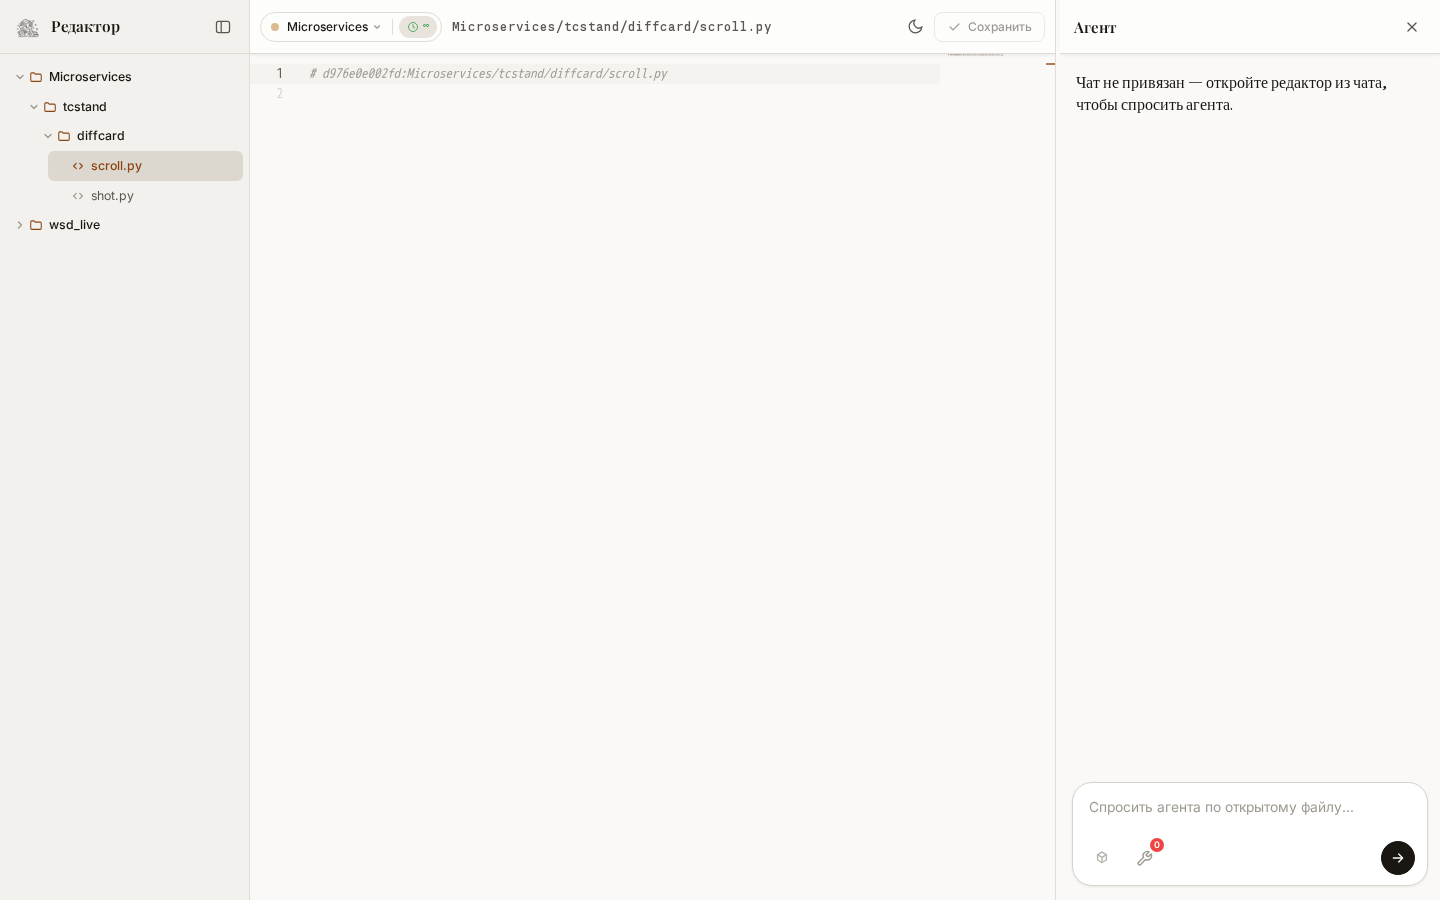 Редактор
Microservices
tcstand
diffcard
scroll.py
shot.py
wsd_live
Microservices
∞
Microservices/tcstand/diffcard/scroll.py
Сохранить
1
# d976e0e002fd:Microservices/tcstand/diffcard/scroll.py
2
Агент
Чат не привязан — откройте редактор из чата,
чтобы спросить агента.
Спросить агента по открытому файлу...
0